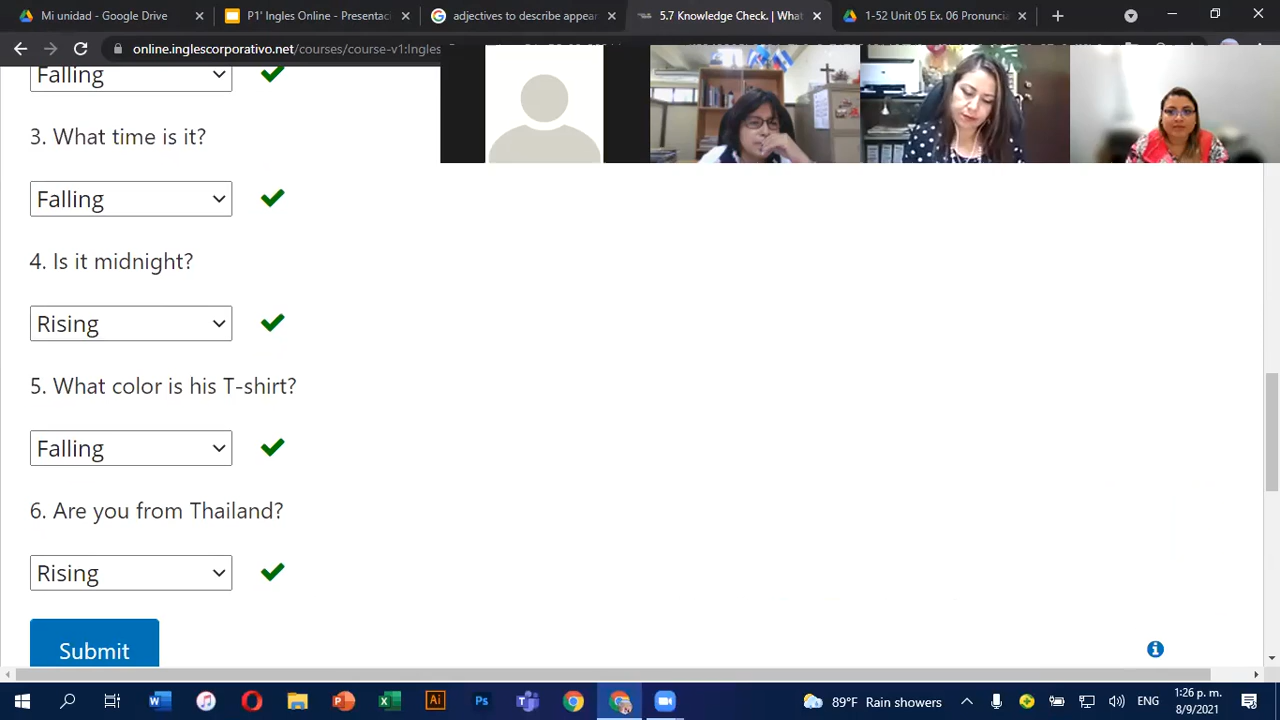 Mi unidad - Google Drive
P1' Ingles Online - Presentaci
adjectives to describe appear
5.7 Knowledge Check. | What
1-52 Unit 05 Ex. 06 Pronuncia
online.inglescorporativo.net/courses/course-v1:Ingles
Falling
3. What time is it?
Falling
4. Is it midnight?
Rising
5. What color is his T-shirt?
Falling
6. Are you from Thailand?
Rising
Submit
89°F Rain showers
ENG
1:26 p. m.
8/9/2021